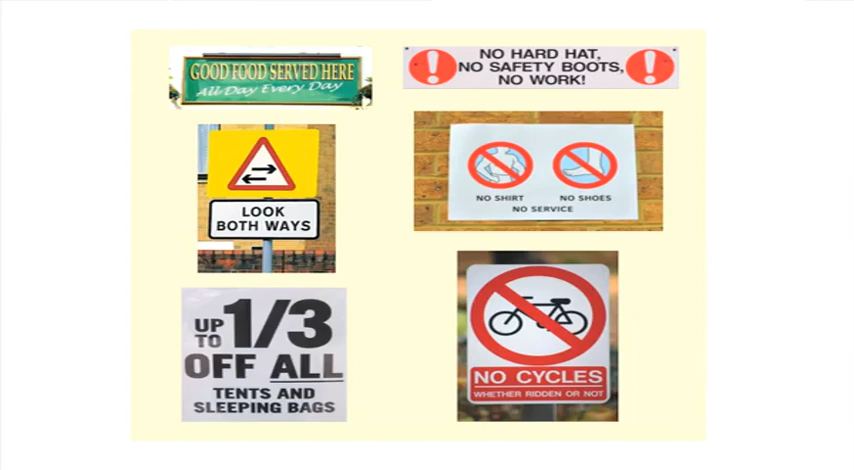 GOOD FOOD SERVED HERE
All Day Every Day
NO HARD HAT,
NO SAFETY BOOTS,
NO WORK!
LOOK
BOTH WAYS
NO SHIRT NO SHOES
NO SERVICE
UP TO 1/3
OFF ALL
TENTS AND
SLEEPING BAGS
NO CYCLES
WHETHER RIDDEN OR NOT